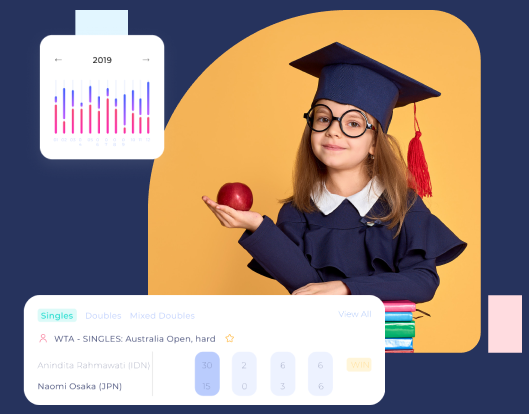 ← 2019 →
Singles Doubles Mixed Doubles View All
WTA - SINGLES: Australia Open, hard
Anindita Rahmawati (IDN) 30 2 6 6
Naomi Osaka (JPN) 15 0 3 6